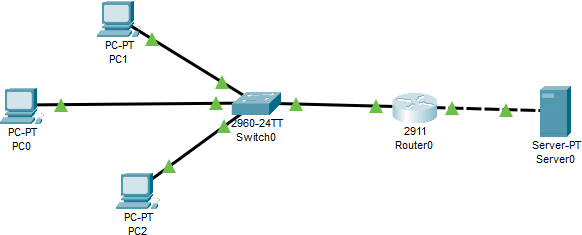 PC-PT
PC1
PC-PT
PC0
2960-24TT
Switch0
2911
Router0
Server-PT
Server0
PC-PT
PC2